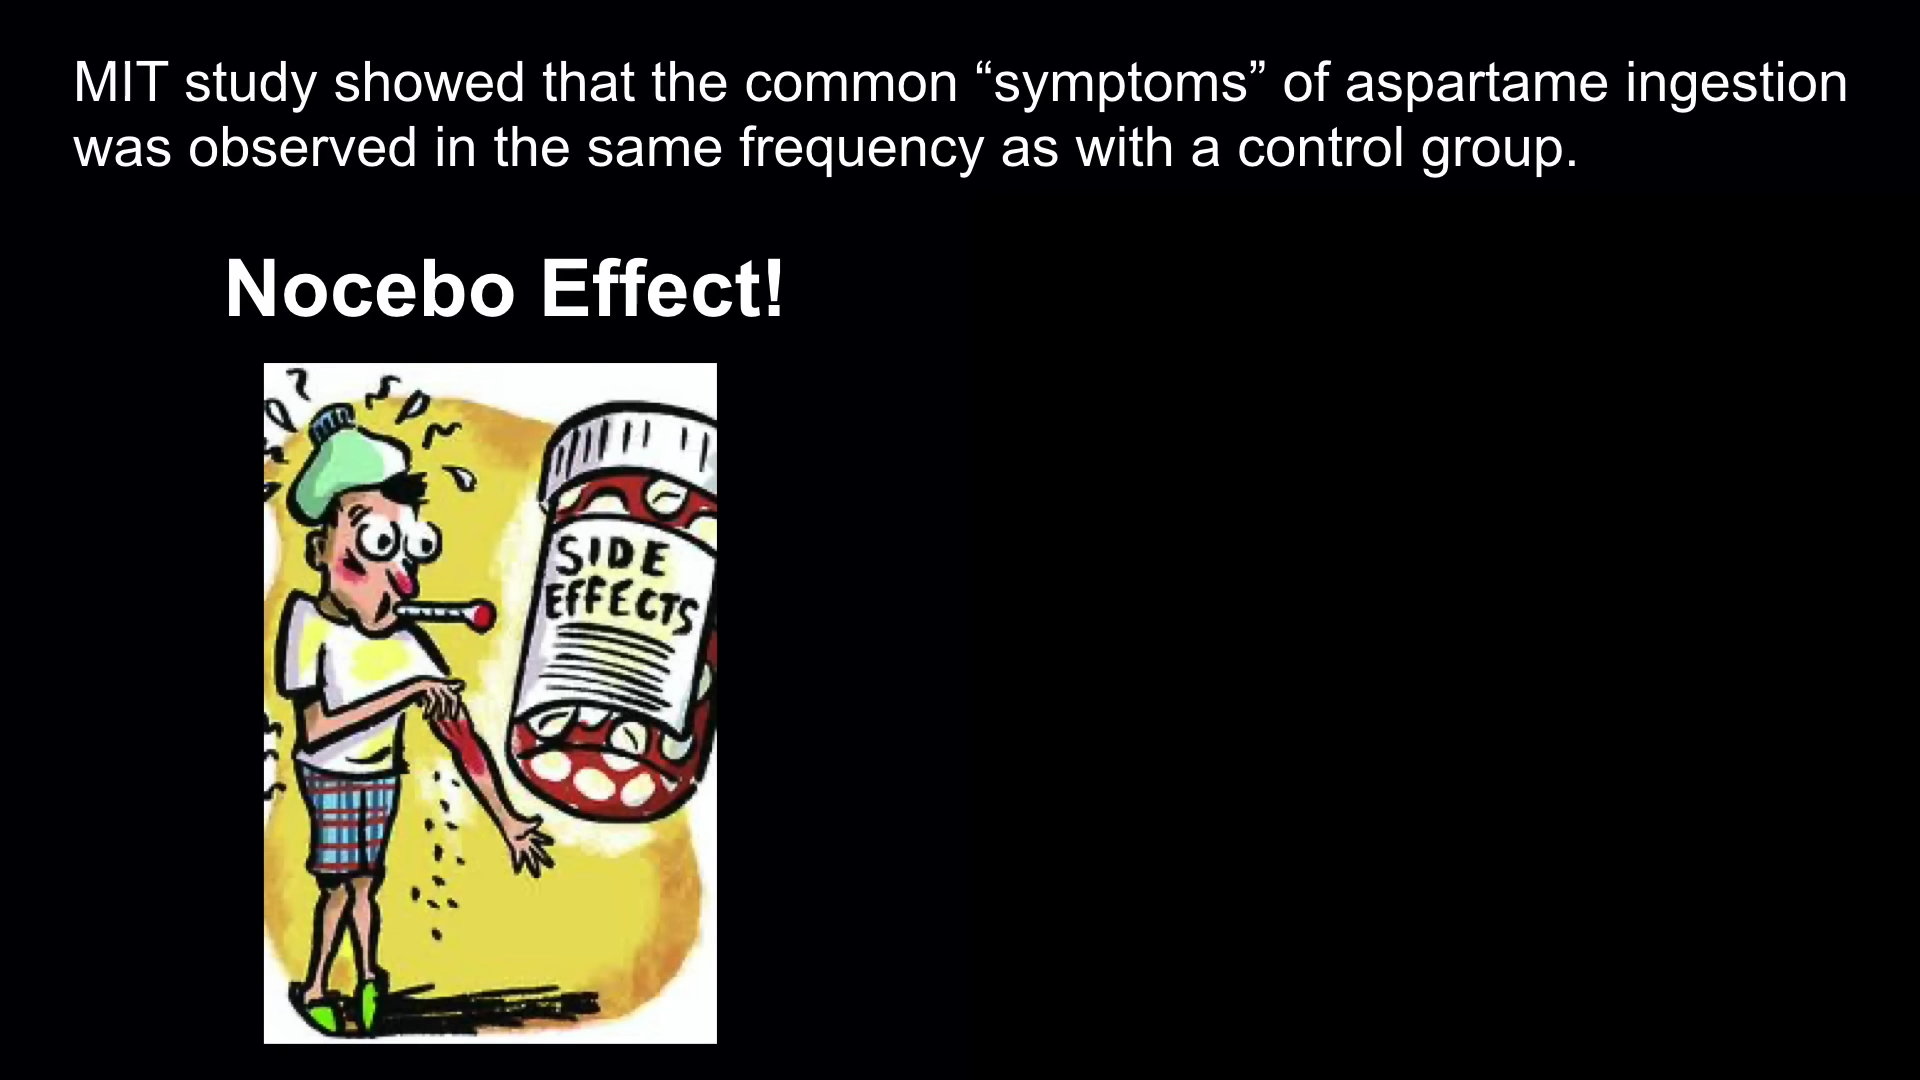 MIT study showed that the common “symptoms” of aspartame ingestion
was observed in the same frequency as with a control group.
Nocebo Effect!
SIDE
EFFECTS